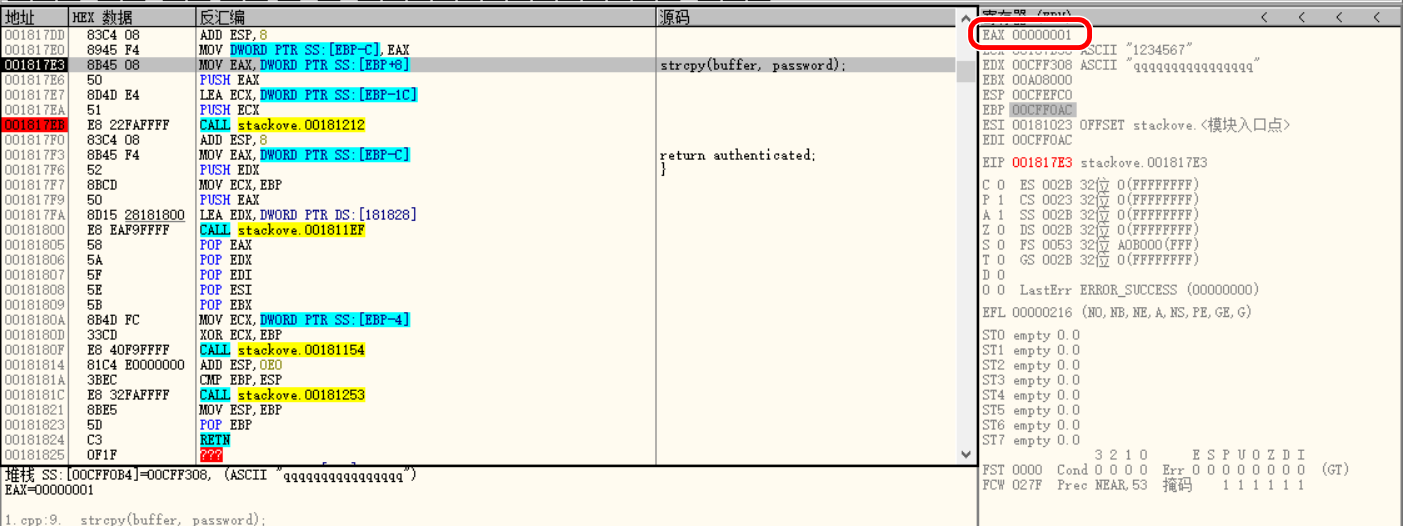 地址 HEX 数据 反汇编 源码
001817DD 83C4 08 ADD ESP,8
001817E0 8945 F4 MOV DWORD PTR SS:[EBP-C],EAX
001817E3 8B45 08 MOV EAX,DWORD PTR SS:[EBP+8] strcpy(buffer, password);
001817E6 50 PUSH EAX
001817E7 8D4D E4 LEA ECX,DWORD PTR SS:[EBP-1C]
001817EA 51 PUSH ECX
001817EB E8 22FAFFFF CALL stackove.00181212
001817F0 83C4 08 ADD ESP,8
001817F3 8B45 F4 MOV EAX,DWORD PTR SS:[EBP-C] return authenticated;
001817F6 52 PUSH EDX }
001817F7 8BCD MOV ECX,EBP
001817F9 50 PUSH EAX
001817FA 8D15 28181800 LEA EDX,DWORD PTR DS:[181828]
00181800 E8 EAF9FFFF CALL stackove.001811EF
00181805 58 POP EAX
00181806 5A POP EDX
00181807 5F POP EDI
00181808 5E POP ESI
00181809 5B POP EBX
0018180A 8B4D FC MOV ECX,DWORD PTR SS:[EBP-4]
0018180D 33CD XOR ECX,EBP
0018180F E8 40F9FFFF CALL stackove.00181154
00181814 81C4 E0000000 ADD ESP,0E0
0018181A 3BEC CMP EBP,ESP
0018181C E8 32FAFFFF CALL stackove.00181253
00181821 8BE5 MOV ESP,EBP
00181823 5D POP EBP
00181824 C3 RETN
00181825 0F1F ???
堆栈 SS:[00CFF0B4]=00CFF308, (ASCII "qqqqqqqqqqqqqqqq")
EAX=00000001
1.cpp:9. strcpy(buffer, password);
< < < <
EAX 00000001
ASCII "1234567"
EDX 00CFF308 ASCII "qqqqqqqqqqqqqqqq"
EBX 00A08000
ESP 00CFEFC0
EBP 00CFF0AC
ESI 00181023 OFFSET stackove.<模块入口点>
EDI 00CFF0AC
EIP 001817E3 stackove.001817E3
C 0 ES 002B 32位 0(FFFFFFFF)
P 1 CS 0023 32位 0(FFFFFFFF)
A 1 SS 002B 32位 0(FFFFFFFF)
Z 0 DS 002B 32位 0(FFFFFFFF)
S 0 FS 0053 32位 A0B000(FFF)
T 0 GS 002B 32位 0(FFFFFFFF)
D 0
O 0 LastErr ERROR_SUCCESS (00000000)
EFL 00000216 (NO,NB,NE,A,NS,PE,GE,G)
ST0 empty 0.0
ST1 empty 0.0
ST2 empty 0.0
ST3 empty 0.0
ST4 empty 0.0
ST5 empty 0.0
ST6 empty 0.0
ST7 empty 0.0
3 2 1 0 E S P U O Z D I
FST 0000 Cond 0 0 0 0 Err 0 0 0 0 0 0 0 0 (GT)
FCW 027F Prec NEAR,53 掩码 1 1 1 1 1 1